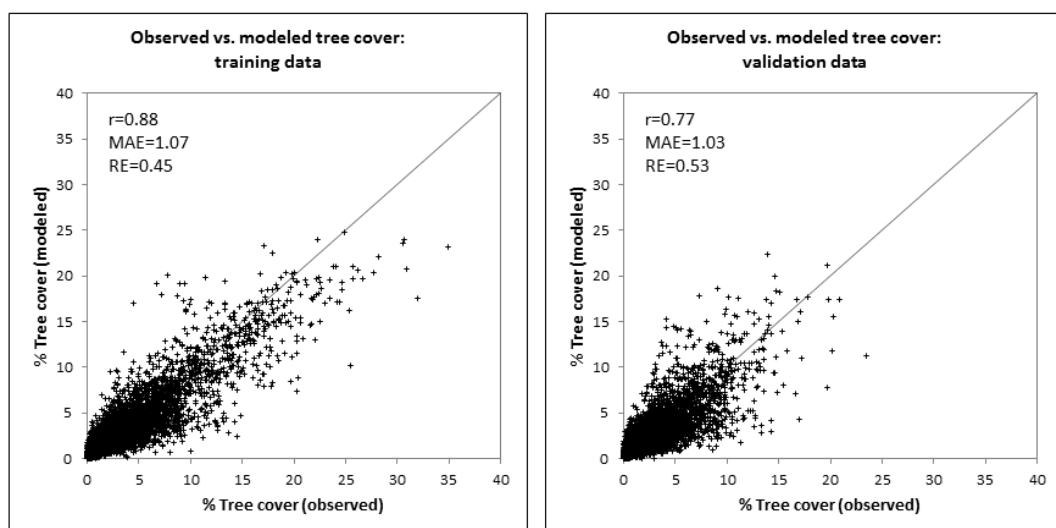 Observed vs. modeled tree cover:
training data
r=0.88
MAE=1.07
RE=0.45
% Tree cover (modeled)
40
35
30
25
20
15
10
5
0
0 5 10 15 20 25 30 35 40
% Tree cover (observed)
Observed vs. modeled tree cover:
validation data
r=0.77
MAE=1.03
RE=0.53
% Tree cover (modeled)
40
35
30
25
20
15
10
5
0
0 5 10 15 20 25 30 35 40
% Tree cover (observed)